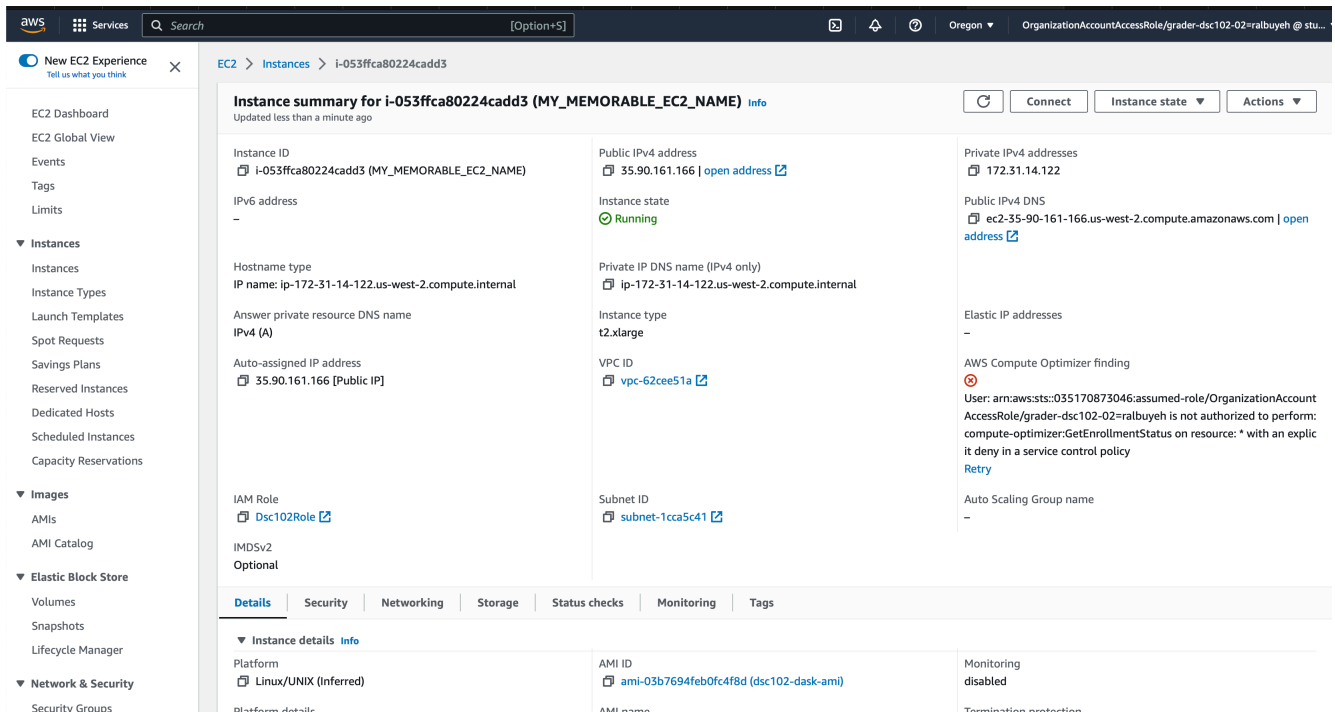 aws
Services
Search
[Option+S]
Oregon
OrganizationAccountAccessRole/grader-dsc102-02=ralbuyeh @ stu...
New EC2 Experience
Tell us what you think
EC2 Dashboard
EC2 Global View
Events
Tags
Limits
Instances
Instances
Instance Types
Launch Templates
Spot Requests
Savings Plans
Reserved Instances
Dedicated Hosts
Scheduled Instances
Capacity Reservations
Images
AMIs
AMI Catalog
Elastic Block Store
Volumes
Snapshots
Lifecycle Manager
Network & Security
Security Groups
EC2 > Instances > i-053ffca80224cadd3
Instance summary for i-053ffca80224cadd3 (MY_MEMORABLE_EC2_NAME) Info
Updated less than a minute ago
Connect
Instance state
Actions
Instance ID
i-053ffca80224cadd3 (MY_MEMORABLE_EC2_NAME)
Public IPv4 address
35.90.161.166 | open address
Private IPv4 addresses
172.31.14.122
IPv6 address
–
Instance state
Running
Public IPv4 DNS
ec2-35-90-161-166.us-west-2.compute.amazonaws.com | open
address
Hostname type
IP name: ip-172-31-14-122.us-west-2.compute.internal
Private IP DNS name (IPv4 only)
ip-172-31-14-122.us-west-2.compute.internal
Answer private resource DNS name
IPv4 (A)
Instance type
t2.xlarge
Elastic IP addresses
–
Auto-assigned IP address
35.90.161.166 [Public IP]
VPC ID
vpc-62cee51a
AWS Compute Optimizer finding
User: arn:aws:sts::035170873046:assumed-role/OrganizationAccount
AccessRole/grader-dsc102-02=ralbuyeh is not authorized to perform:
compute-optimizer:GetEnrollmentStatus on resource: * with an explic
it deny in a service control policy
Retry
IAM Role
Dsc102Role
Subnet ID
subnet-1cca5c41
Auto Scaling Group name
–
IMDSv2
Optional
Details
Security
Networking
Storage
Status checks
Monitoring
Tags
Instance details Info
Platform
Linux/UNIX (Inferred)
AMI ID
ami-03b7694feb0fc4f8d (dsc102-dask-ami)
Monitoring
disabled
Platform details
AMI name
Termination protection